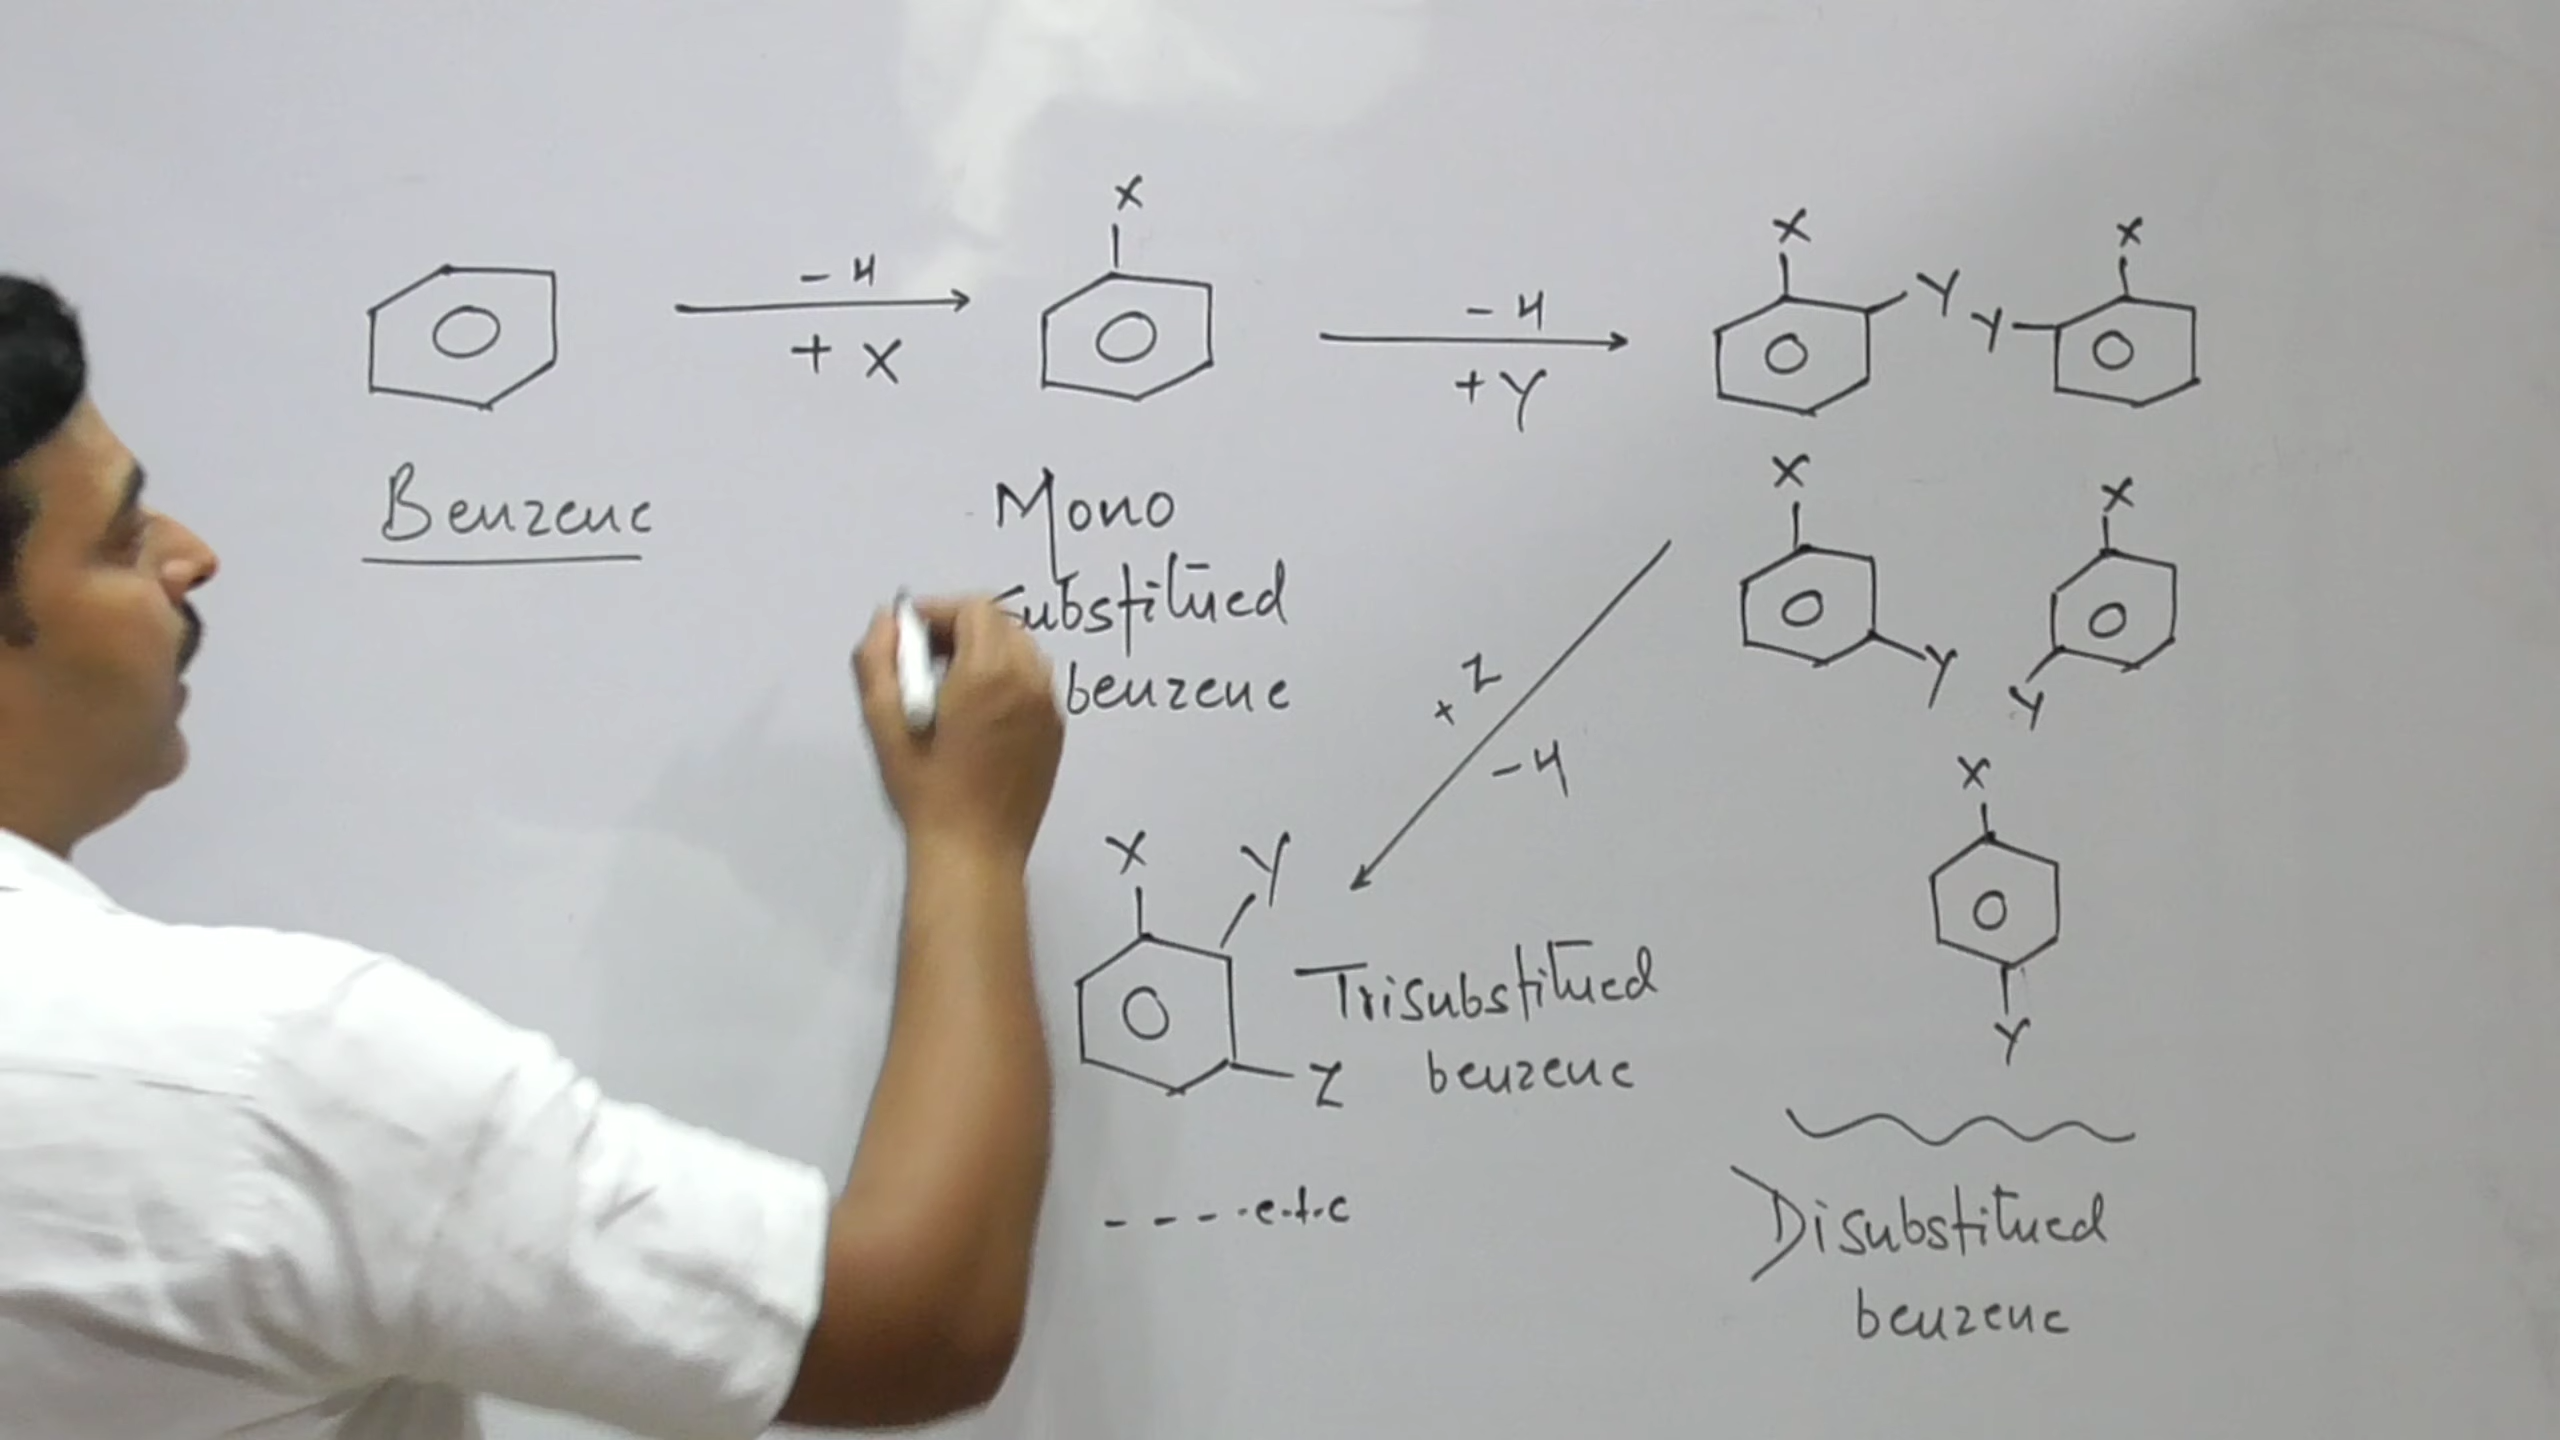 X
X
X
- H
+ X
Y
Y
- H
+ Y
X
X
Benzene
Mono
substitued
benzene
Y
Y
+ Z
- H
X
X
Y
Y
Trisubstitued
Z
benzene
Disubstitued
benzene
- - - - . e.t.c